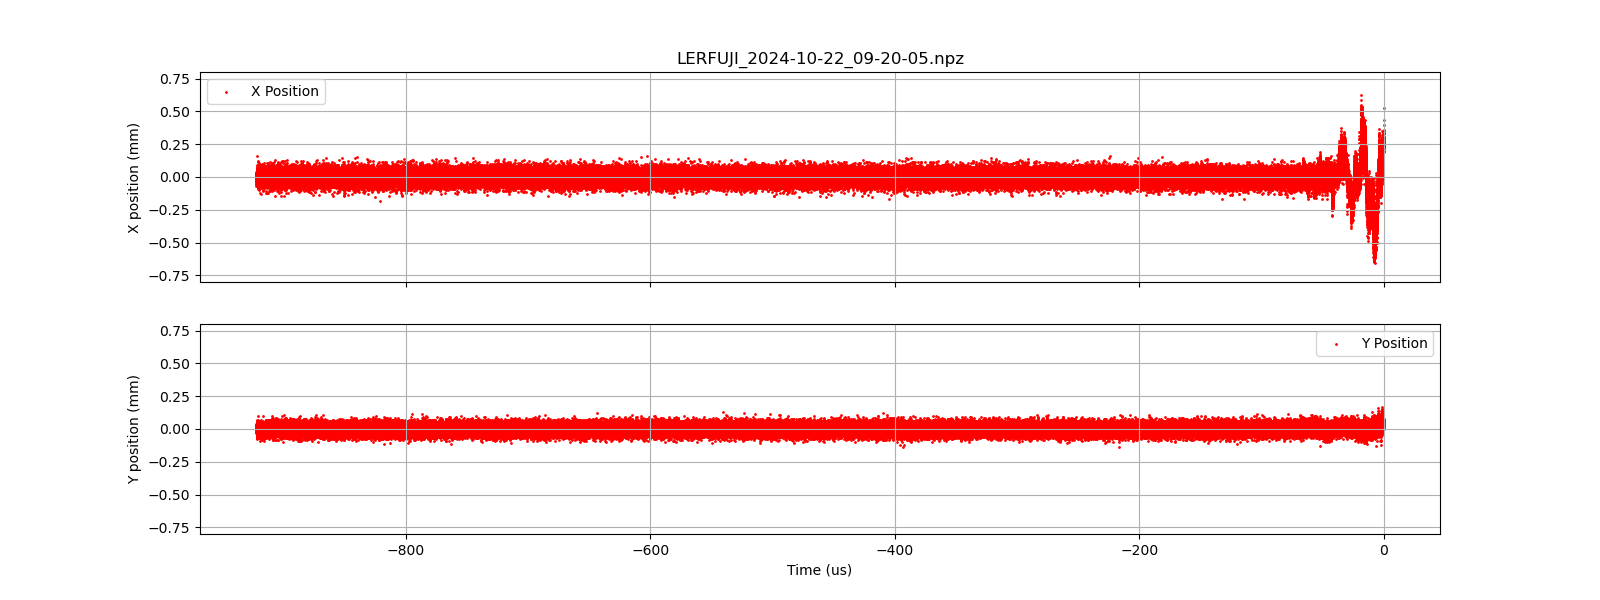 LERFUJI_2024-10-22_09-20-05.npz
X Position
X position (mm)
0.75
0.50
0.25
0.00
−0.25
−0.50
−0.75
Y Position
Y position (mm)
0.75
0.50
0.25
0.00
−0.25
−0.50
−0.75
−800 −600 −400 −200 0
Time (us)